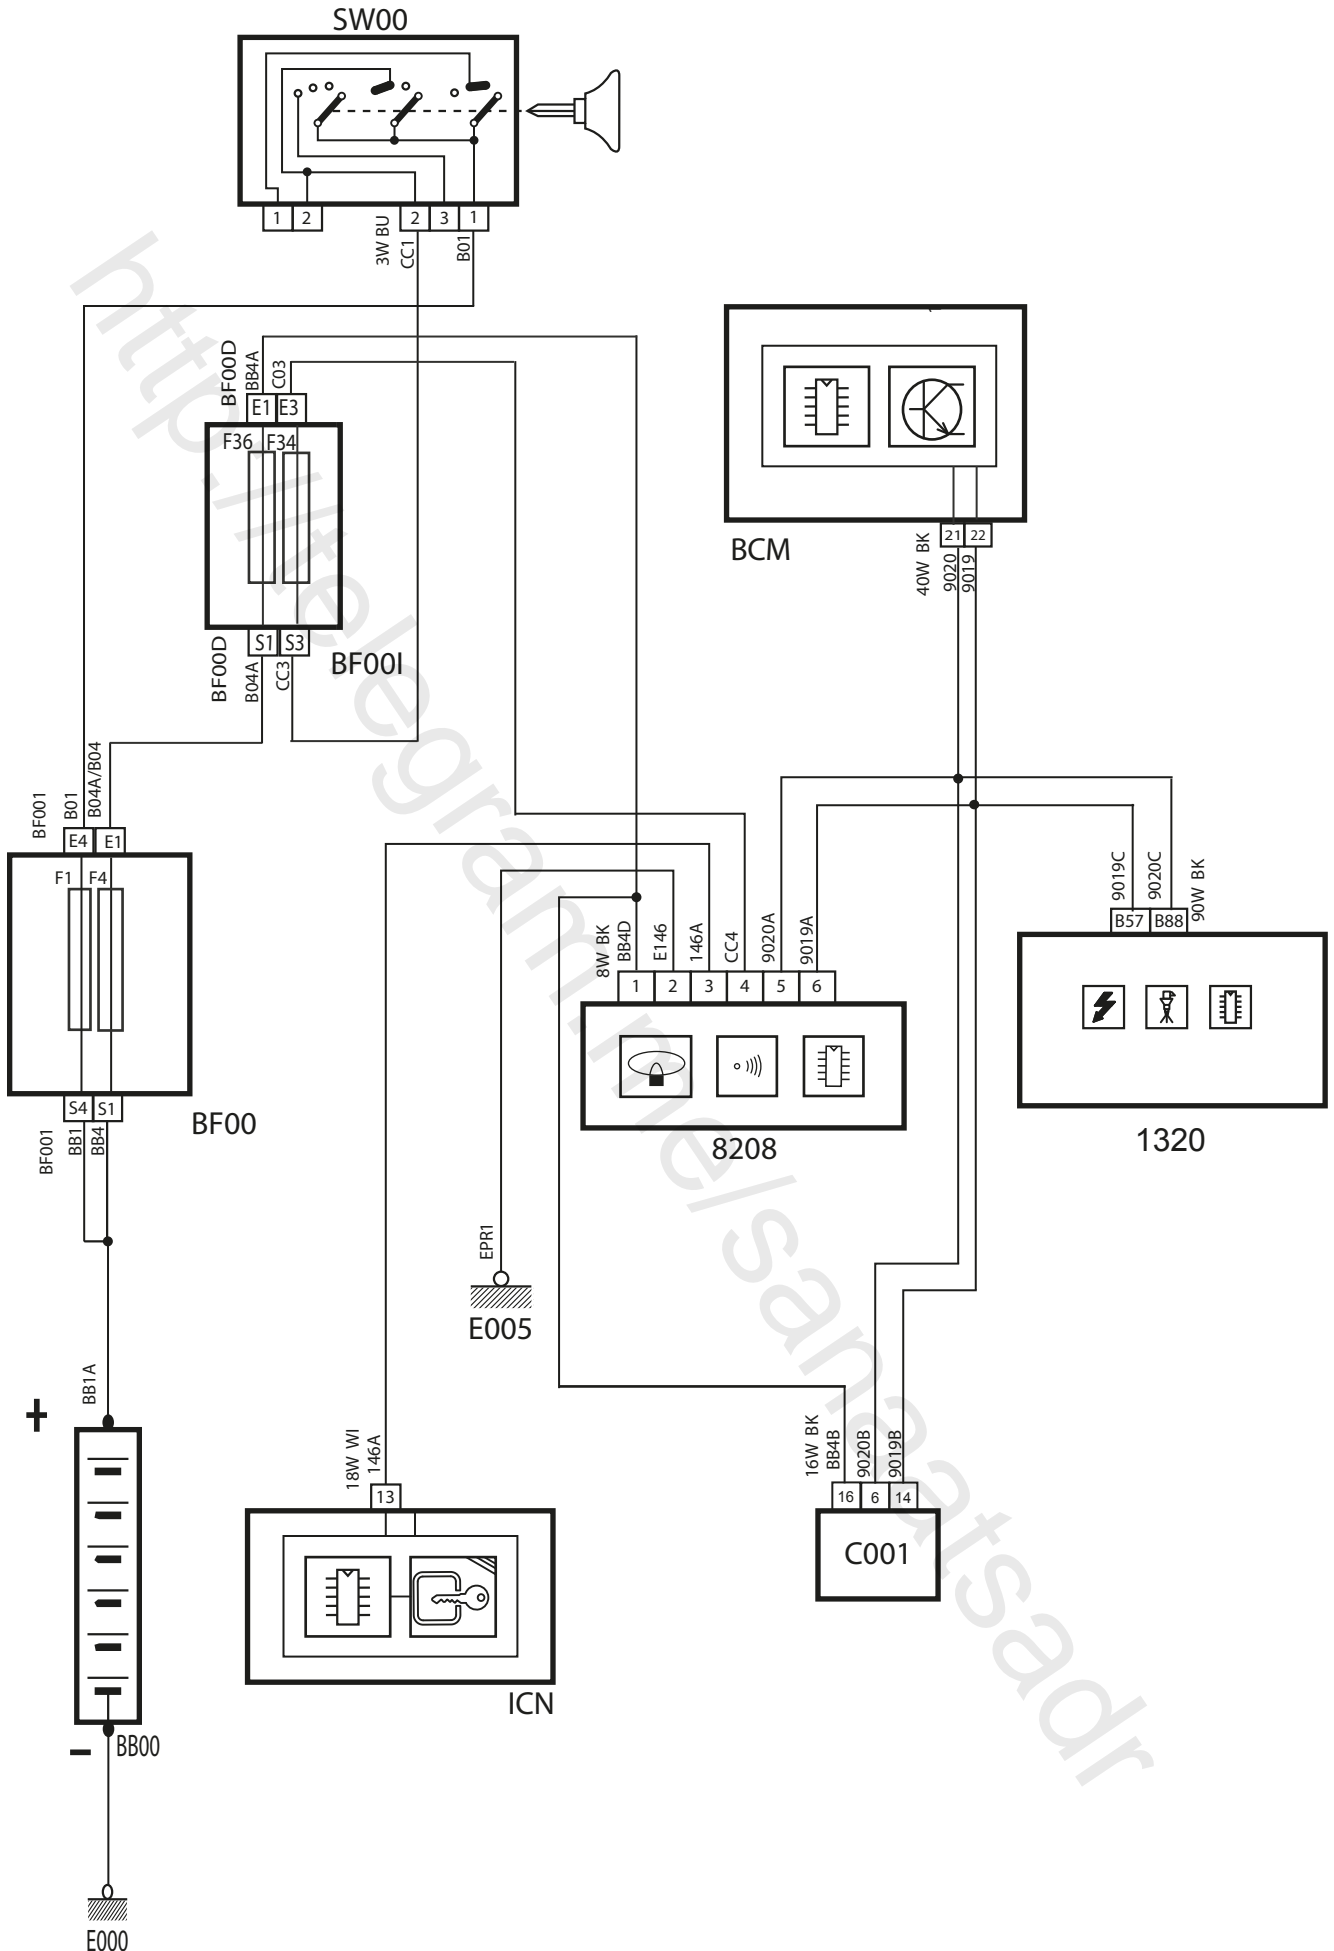 SW00
1 2 2 3 1
3W BU
CC1
B01
BF00D
BB4A
C03
E1 E3
F36 F34
S1 S3
BF00D
B04A
CC3
BF00I
BCM
21 22
40W BK
9020
9019
BF001
B01
B04A/B04
E4 E1
F1 F4
S4 S1
BF001
BB1
BB4
BF00
9019C
9020C
90W BK
B57 B88
1320
8W BK
BB4D
E146
146A
CC4
9020A
9019A
1 2 3 4 5 6
8208
EPR1
E005
BB1A
+
-
BB00
E000
18W WI
146A
13
ICN
16W BK
BB4B
9020B
9019B
16 6 14
C001
http://telegram.me/sanaatsadr